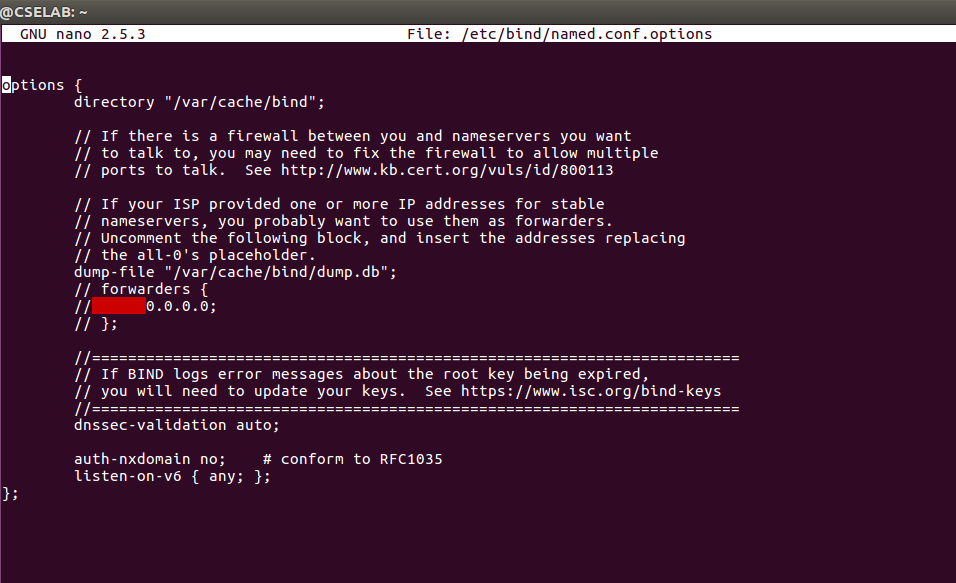 @CSELAB: ~
GNU nano 2.5.3 File: /etc/bind/named.conf.options
options {
directory "/var/cache/bind";
// If there is a firewall between you and nameservers you want
// to talk to, you may need to fix the firewall to allow multiple
// ports to talk.  See http://www.kb.cert.org/vuls/id/800113
// If your ISP provided one or more IP addresses for stable
// nameservers, you probably want to use them as forwarders.
// Uncomment the following block, and insert the addresses replacing
// the all-0's placeholder.
dump-file "/var/cache/bind/dump.db";
// forwarders {
//      0.0.0.0;
// };
//========================================================================
// If BIND logs error messages about the root key being expired,
// you will need to update your keys.  See https://www.isc.org/bind-keys
//========================================================================
dnssec-validation auto;
auth-nxdomain no;    # conform to RFC1035
listen-on-v6 { any; };
};